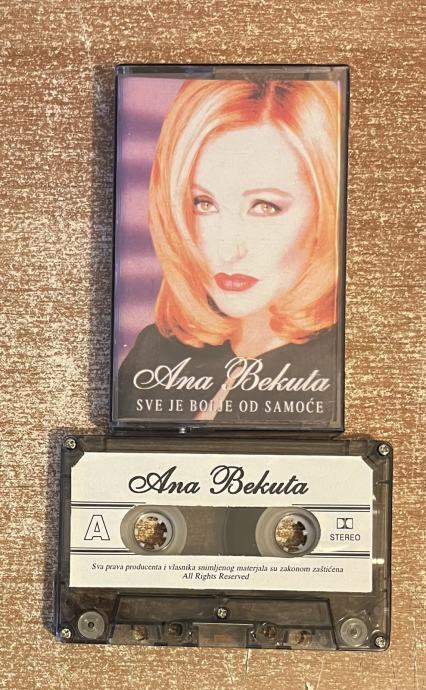 Ana Bekuta
SVE JE BOLJE OD SAMOĆE
Ana Bekuta
A
STEREO
Sva prava producenta i vlasnika snimljenog materjala su zakonom zaštićena
All Rights Reserved